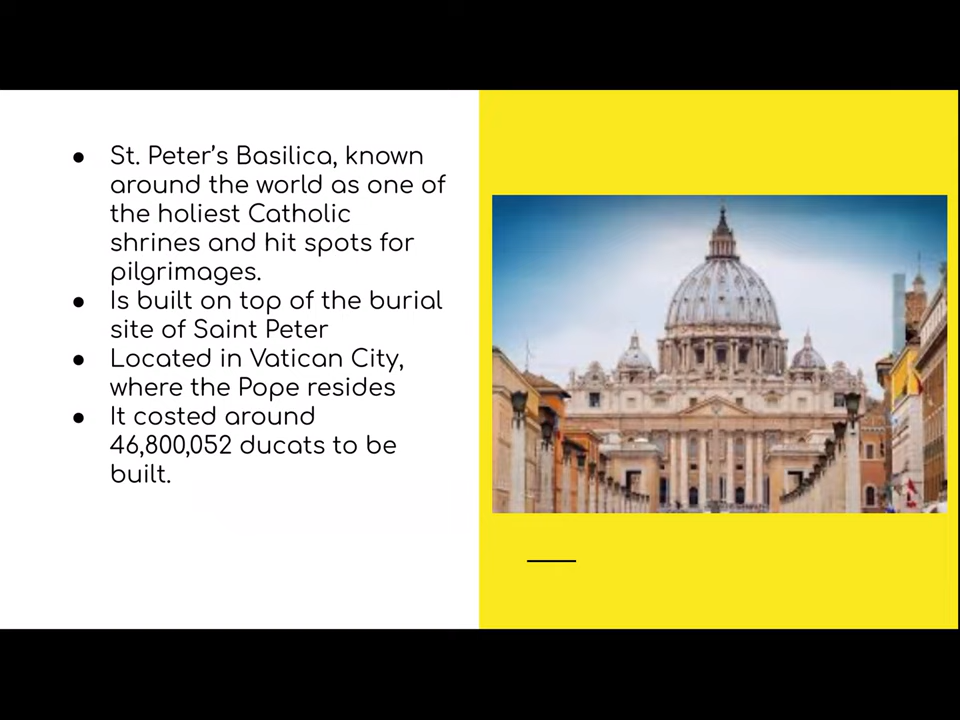 ● St. Peter’s Basilica, known
around the world as one of
the holiest Catholic
shrines and hit spots for
pilgrimages.
● Is built on top of the burial
site of Saint Peter
● Located in Vatican City,
where the Pope resides
● It costed around
46,800,052 ducats to be
built.